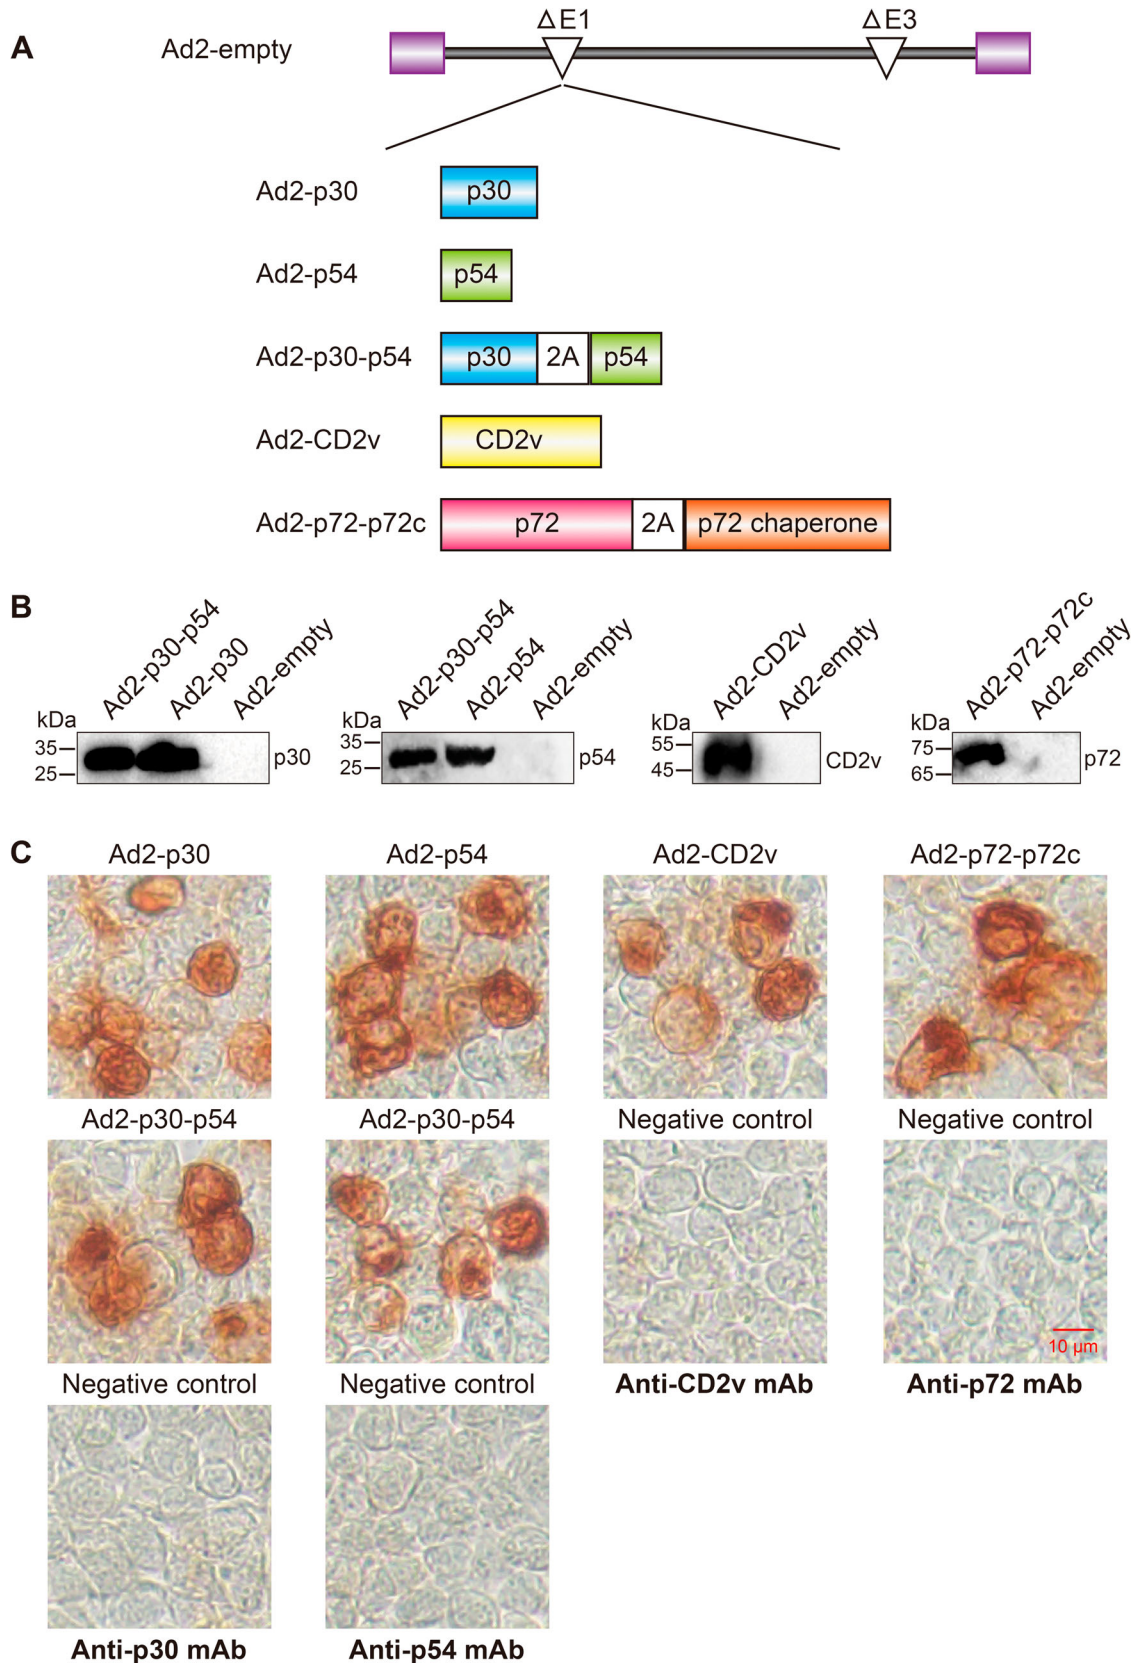 A
Ad2-empty
ΔE1
ΔE3
Ad2-p30
p30
Ad2-p54
p54
Ad2-p30-p54
p30
2A
p54
Ad2-CD2v
CD2v
Ad2-p72-p72c
p72
2A
p72 chaperone
B
Ad2-p30-p54
Ad2-p30
Ad2-empty
kDa
35
25
p30
Ad2-p30-p54
Ad2-p54
Ad2-empty
kDa
35
25
p54
Ad2-CD2v
Ad2-empty
kDa
55
45
CD2v
Ad2-p72-p72c
Ad2-empty
kDa
75
65
p72
C
Ad2-p30
Ad2-p54
Ad2-CD2v
Ad2-p72-p72c
Ad2-p30-p54
Ad2-p30-p54
Negative control
Negative control
10 µm
Negative control
Negative control
Anti-CD2v mAb
Anti-p72 mAb
Anti-p30 mAb
Anti-p54 mAb